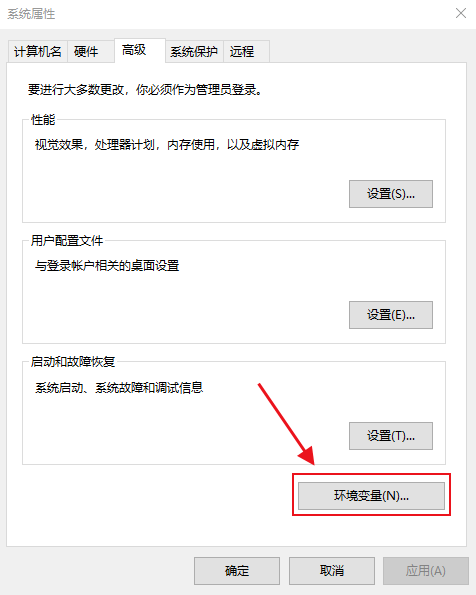 系统属性
计算机名 硬件 高级 系统保护 远程
要进行大多数更改，你必须作为管理员登录。
性能
视觉效果，处理器计划，内存使用，以及虚拟内存
设置(S)...
用户配置文件
与登录帐户相关的桌面设置
设置(E)...
启动和故障恢复
系统启动、系统故障和调试信息
设置(T)...
环境变量(N)...
确定 取消 应用(A)